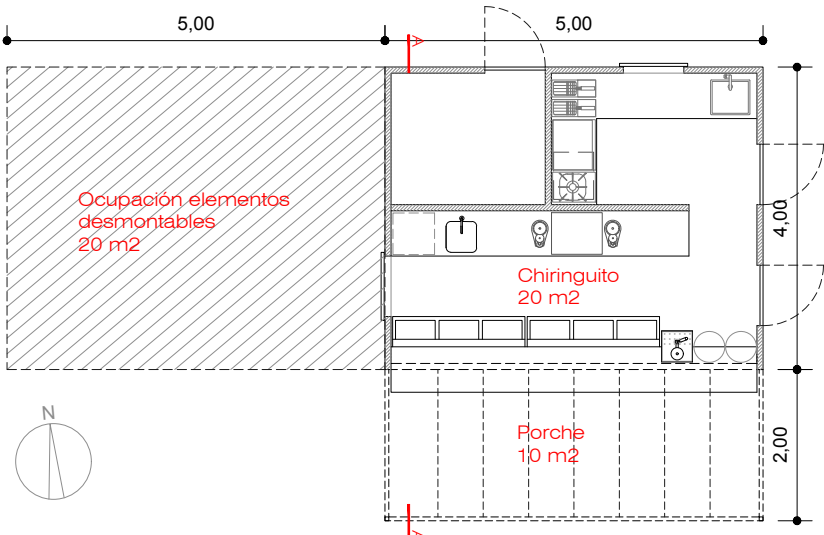 5,00
5,00
A
Ocupación elementos
desmontables
20 m2
4,00
Chiringuito
20 m2
N
Porche
10 m2
2,00
A